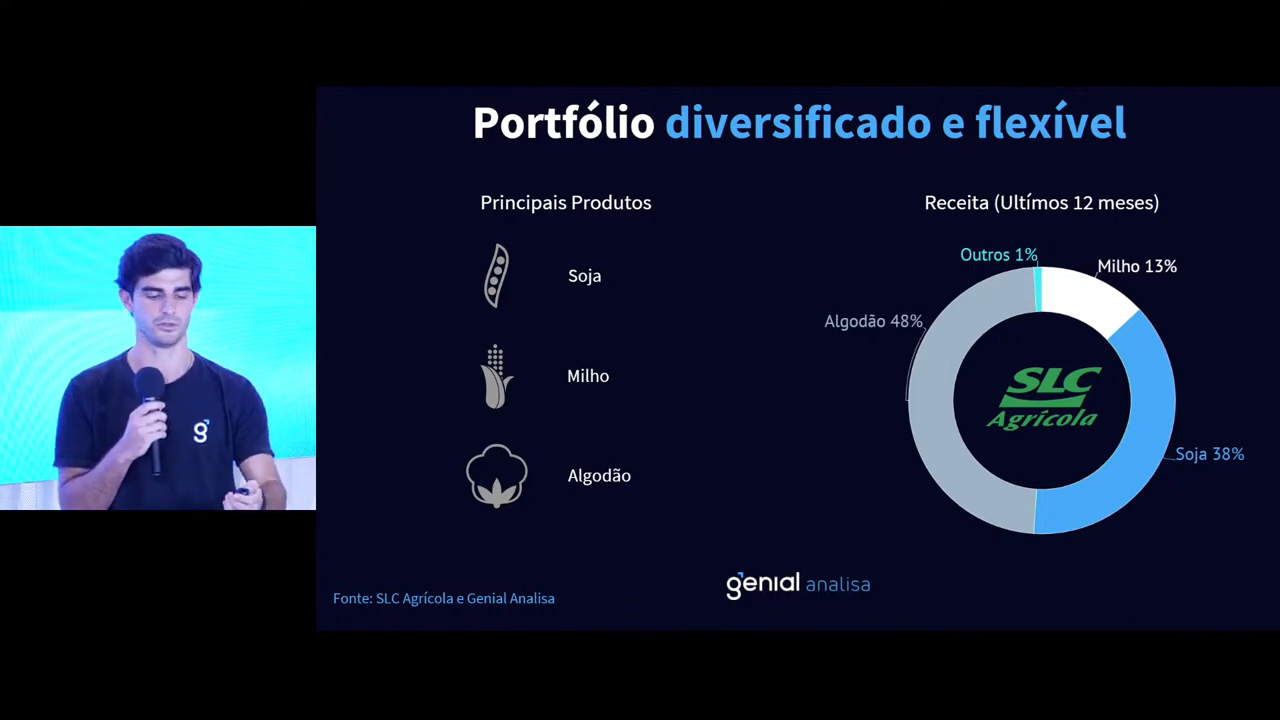 Portfólio diversificado e flexível
Principais Produtos
Soja
Milho
Algodão
Receita (Ultímos 12 meses)
Outros 1%
Milho 13%
Algodão 48%
Soja 38%
SLC
Agrícola
genial analisa
Fonte: SLC Agrícola e Genial Analisa
g